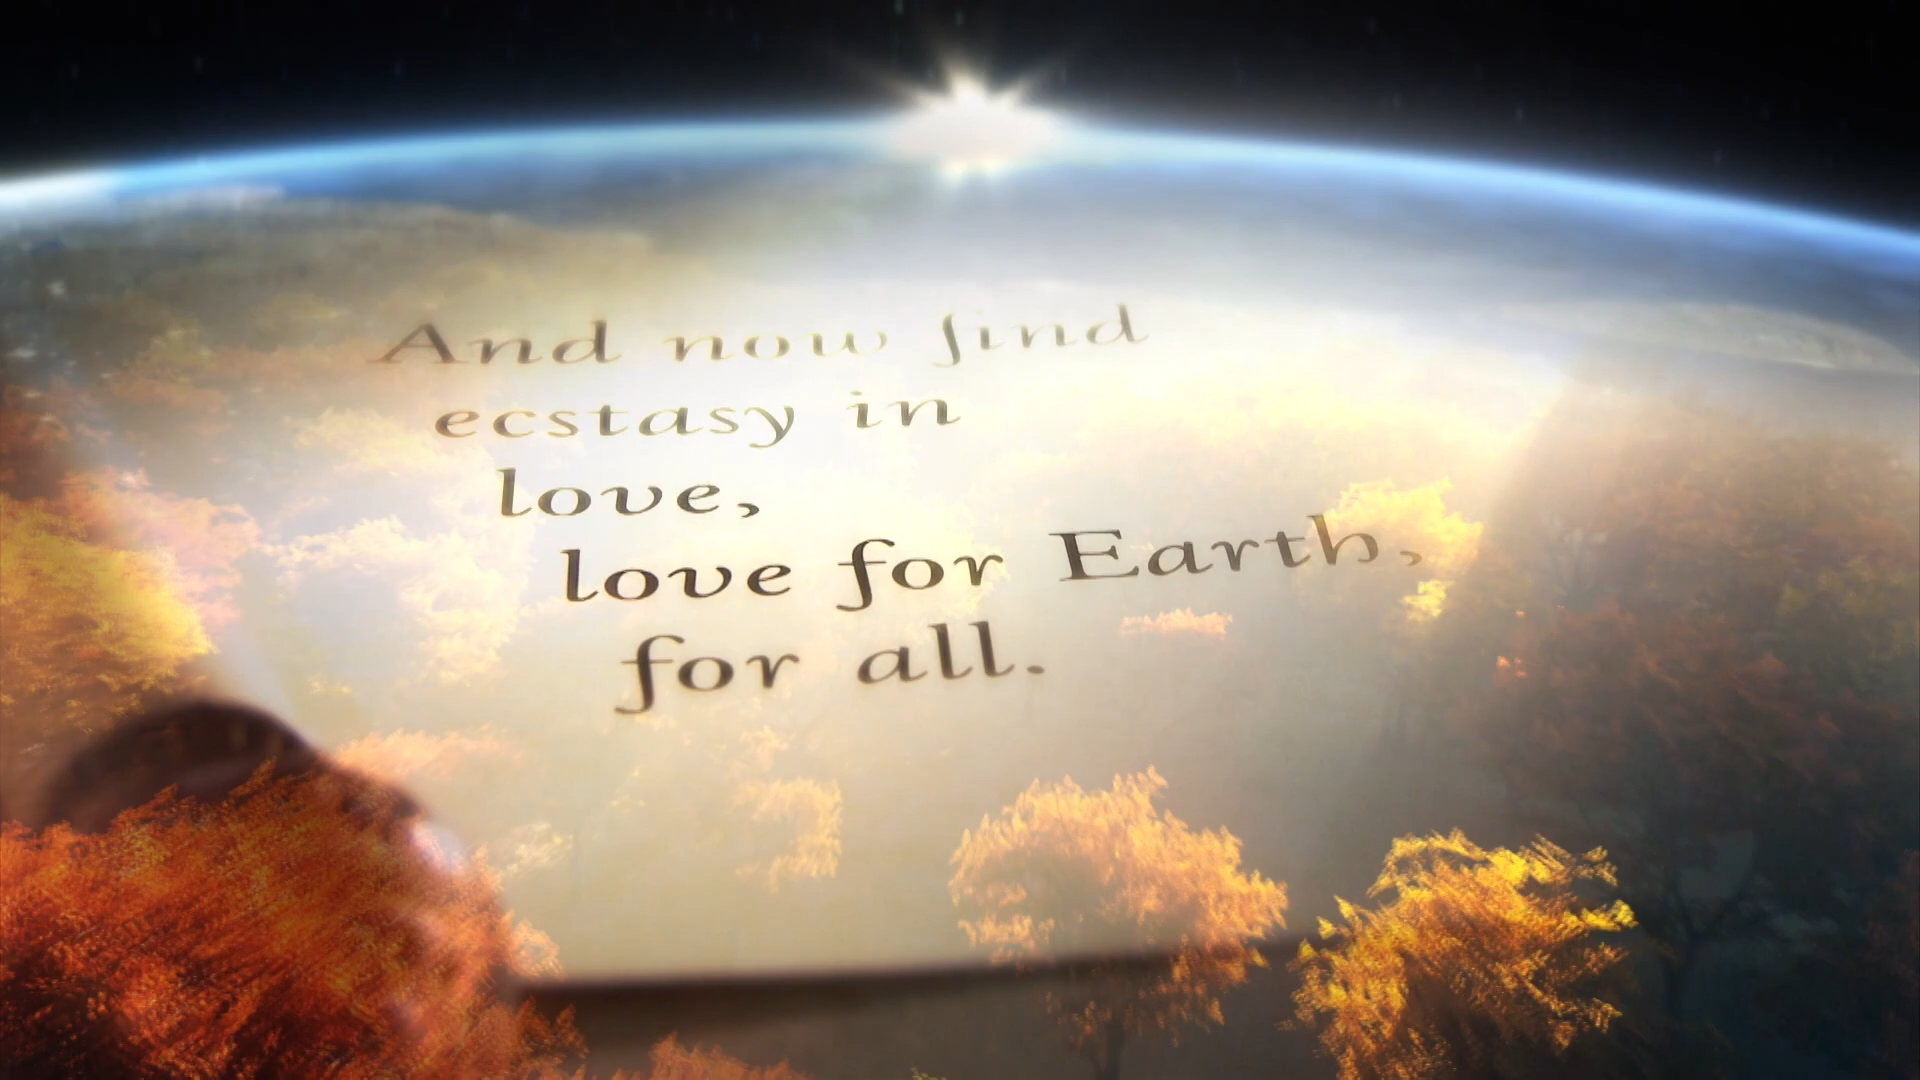 And now find
ecstasy in
love,
love for Earth,
for all.